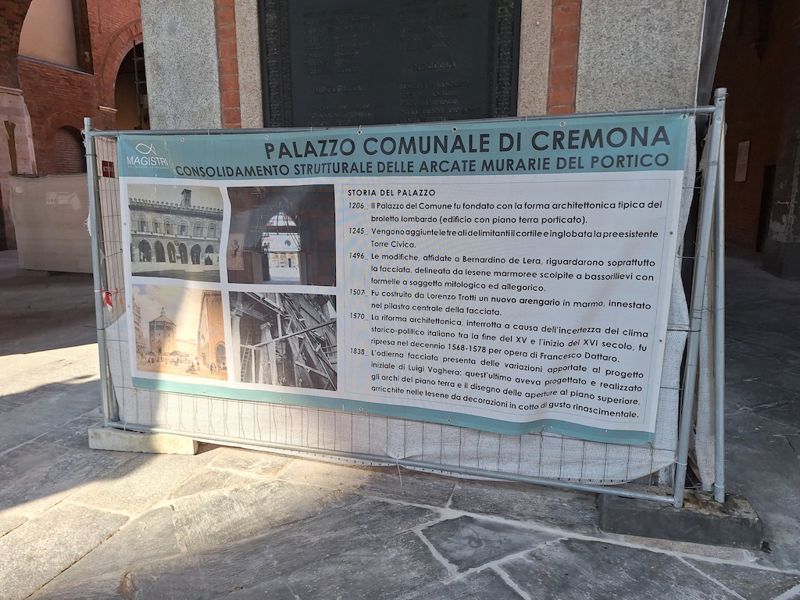 MAGISTRI
PALAZZO COMUNALE DI CREMONA
CONSOLIDAMENTO STRUTTURALE DELLE ARCATE MURARIE DEL PORTICO
STORIA DEL PALAZZO
1206_ Il Palazzo del Comune fu fondato con la forma architettonica tipica del
broletto lombardo (edificio con piano terra porticato).
1245_ Vengono aggiunte le tre ali delimitanti il cortile e inglobata la preesistente
Torre Civica.
1496_ Le modifiche, affidate a Bernardino de Lera, riguardarono soprattutto
la facciata, delineata da lesene marmoree scolpite a bassorilievi con
formelle a soggetto mitologico ed allegorico.
1507_ Fu costruito da Lorenzo Trotti un nuovo arengario in marmo, innestato
nel pilastro centrale della facciata.
1570_ La riforma architettonica, interrotta a causa dell'incertezza del clima
storico-politico italiano tra la fine del XV e l'inizio del XVI secolo, fu
ripresa nel decennio 1568-1578 per opera di Francesco Dattaro.
1838_ L'odierna facciata presenta delle variazioni apportate al progetto
iniziale di Luigi Voghera; quest'ultimo aveva progettato e realizzato
gli archi del piano terra e il disegno delle aperture al piano superiore,
arricchite nelle lesene da decorazioni in cotto di gusto rinascimentale.